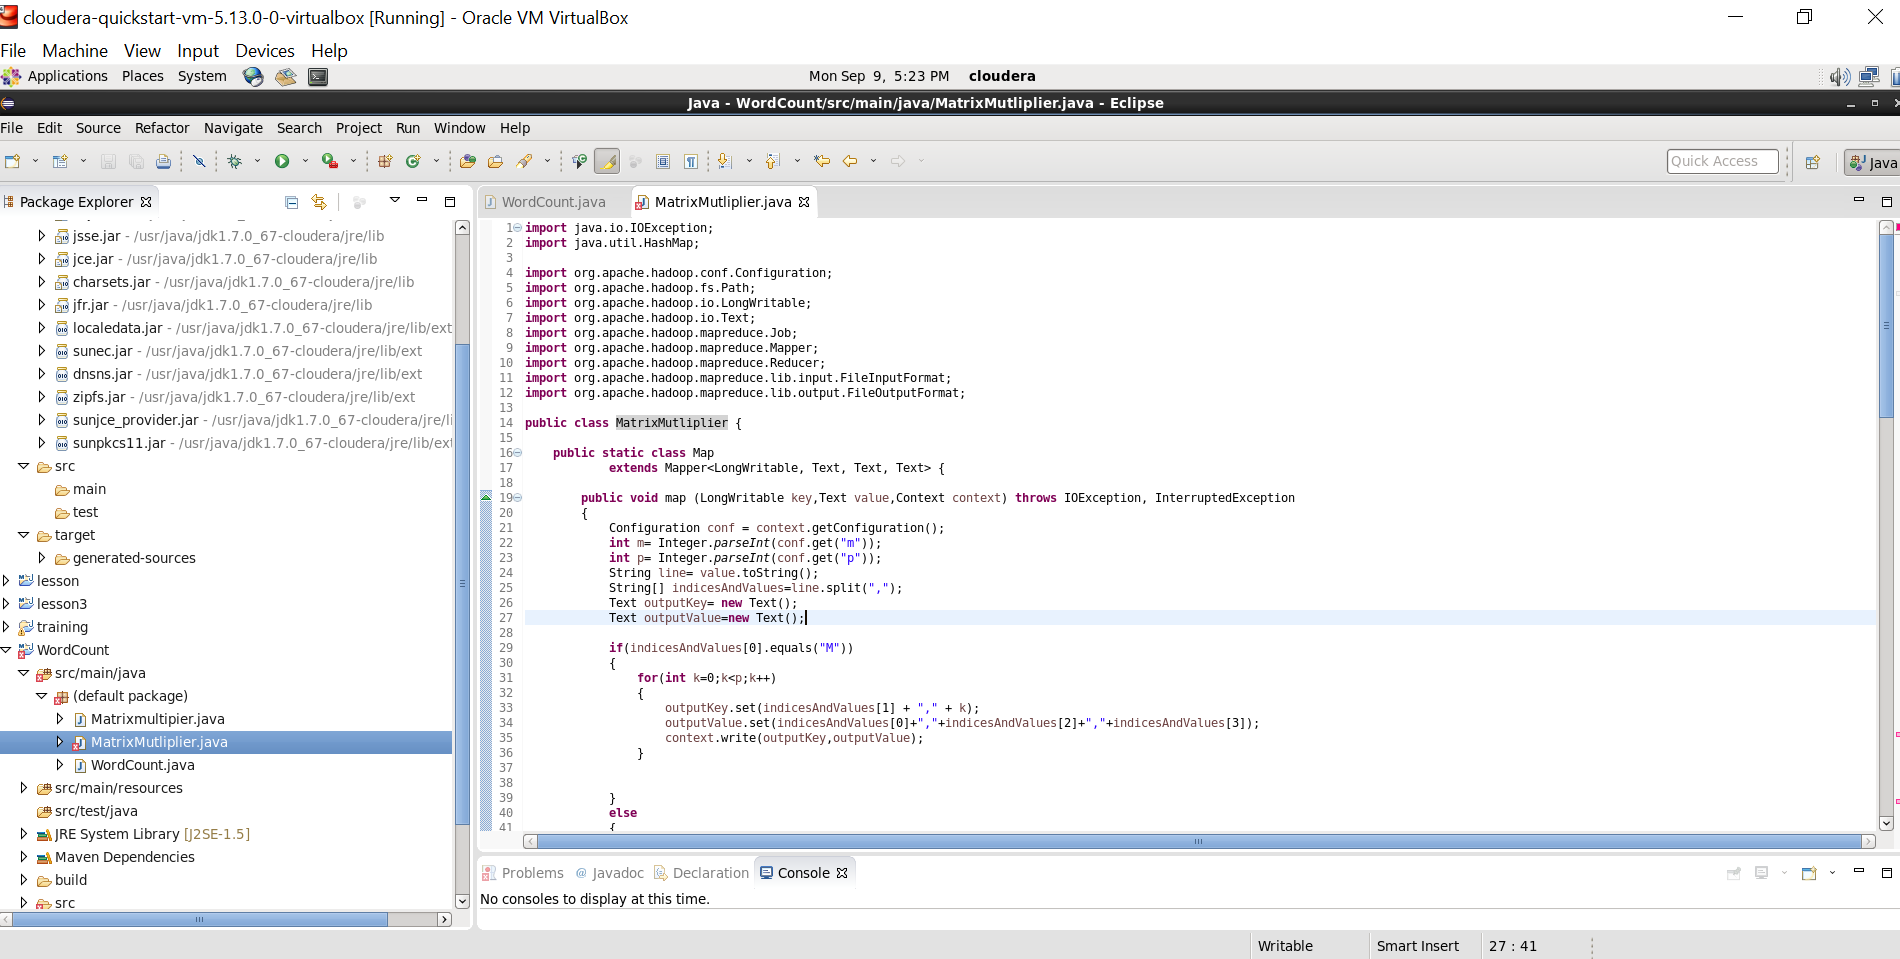 cloudera-quickstart-vm-5.13.0-0-virtualbox [Running] - Oracle VM VirtualBox
File Machine View Input Devices Help
Applications Places System Mon Sep 9, 5:23 PM cloudera
Java - WordCount/src/main/java/MatrixMutliplier.java - Eclipse
File Edit Source Refactor Navigate Search Project Run Window Help
Quick Access Java
Package Explorer
jsse.jar - /usr/java/jdk1.7.0_67-cloudera/jre/lib
jce.jar - /usr/java/jdk1.7.0_67-cloudera/jre/lib
charsets.jar - /usr/java/jdk1.7.0_67-cloudera/jre/lib
jfr.jar - /usr/java/jdk1.7.0_67-cloudera/jre/lib
localedata.jar - /usr/java/jdk1.7.0_67-cloudera/jre/lib/ext
sunec.jar - /usr/java/jdk1.7.0_67-cloudera/jre/lib/ext
dnsns.jar - /usr/java/jdk1.7.0_67-cloudera/jre/lib/ext
zipfs.jar - /usr/java/jdk1.7.0_67-cloudera/jre/lib/ext
sunjce_provider.jar - /usr/java/jdk1.7.0_67-cloudera/jre/li
sunpkcs11.jar - /usr/java/jdk1.7.0_67-cloudera/jre/lib/ext
src
main
test
target
generated-sources
lesson
lesson3
training
WordCount
src/main/java
(default package)
Matrixmultipier.java
MatrixMutliplier.java
WordCount.java
src/main/resources
src/test/java
JRE System Library [J2SE-1.5]
Maven Dependencies
build
src
WordCount.java MatrixMutliplier.java
1 import java.io.IOException;
2 import java.util.HashMap;
3
4 import org.apache.hadoop.conf.Configuration;
5 import org.apache.hadoop.fs.Path;
6 import org.apache.hadoop.io.LongWritable;
7 import org.apache.hadoop.io.Text;
8 import org.apache.hadoop.mapreduce.Job;
9 import org.apache.hadoop.mapreduce.Mapper;
10 import org.apache.hadoop.mapreduce.Reducer;
11 import org.apache.hadoop.mapreduce.lib.input.FileInputFormat;
12 import org.apache.hadoop.mapreduce.lib.output.FileOutputFormat;
13
14 public class MatrixMutliplier {
15
16 public static class Map
17 extends Mapper<LongWritable, Text, Text, Text> {
18
19 public void map (LongWritable key,Text value,Context context) throws IOException, InterruptedException
20 {
21 Configuration conf = context.getConfiguration();
22 int m= Integer.parseInt(conf.get("m"));
23 int p= Integer.parseInt(conf.get("p"));
24 String line= value.toString();
25 String[] indicesAndValues=line.split(",");
26 Text outputKey= new Text();
27 Text outputValue=new Text();
28
29 if(indicesAndValues[0].equals("M"))
30 {
31 for(int k=0;k<p;k++)
32 {
33 outputKey.set(indicesAndValues[1] + "," + k);
34 outputValue.set(indicesAndValues[0]+","+indicesAndValues[2]+","+indicesAndValues[3]);
35 context.write(outputKey,outputValue);
36 }
37
38
39 }
40 else
41 {
Problems Javadoc Declaration Console
No consoles to display at this time.
Writable Smart Insert 27 : 41